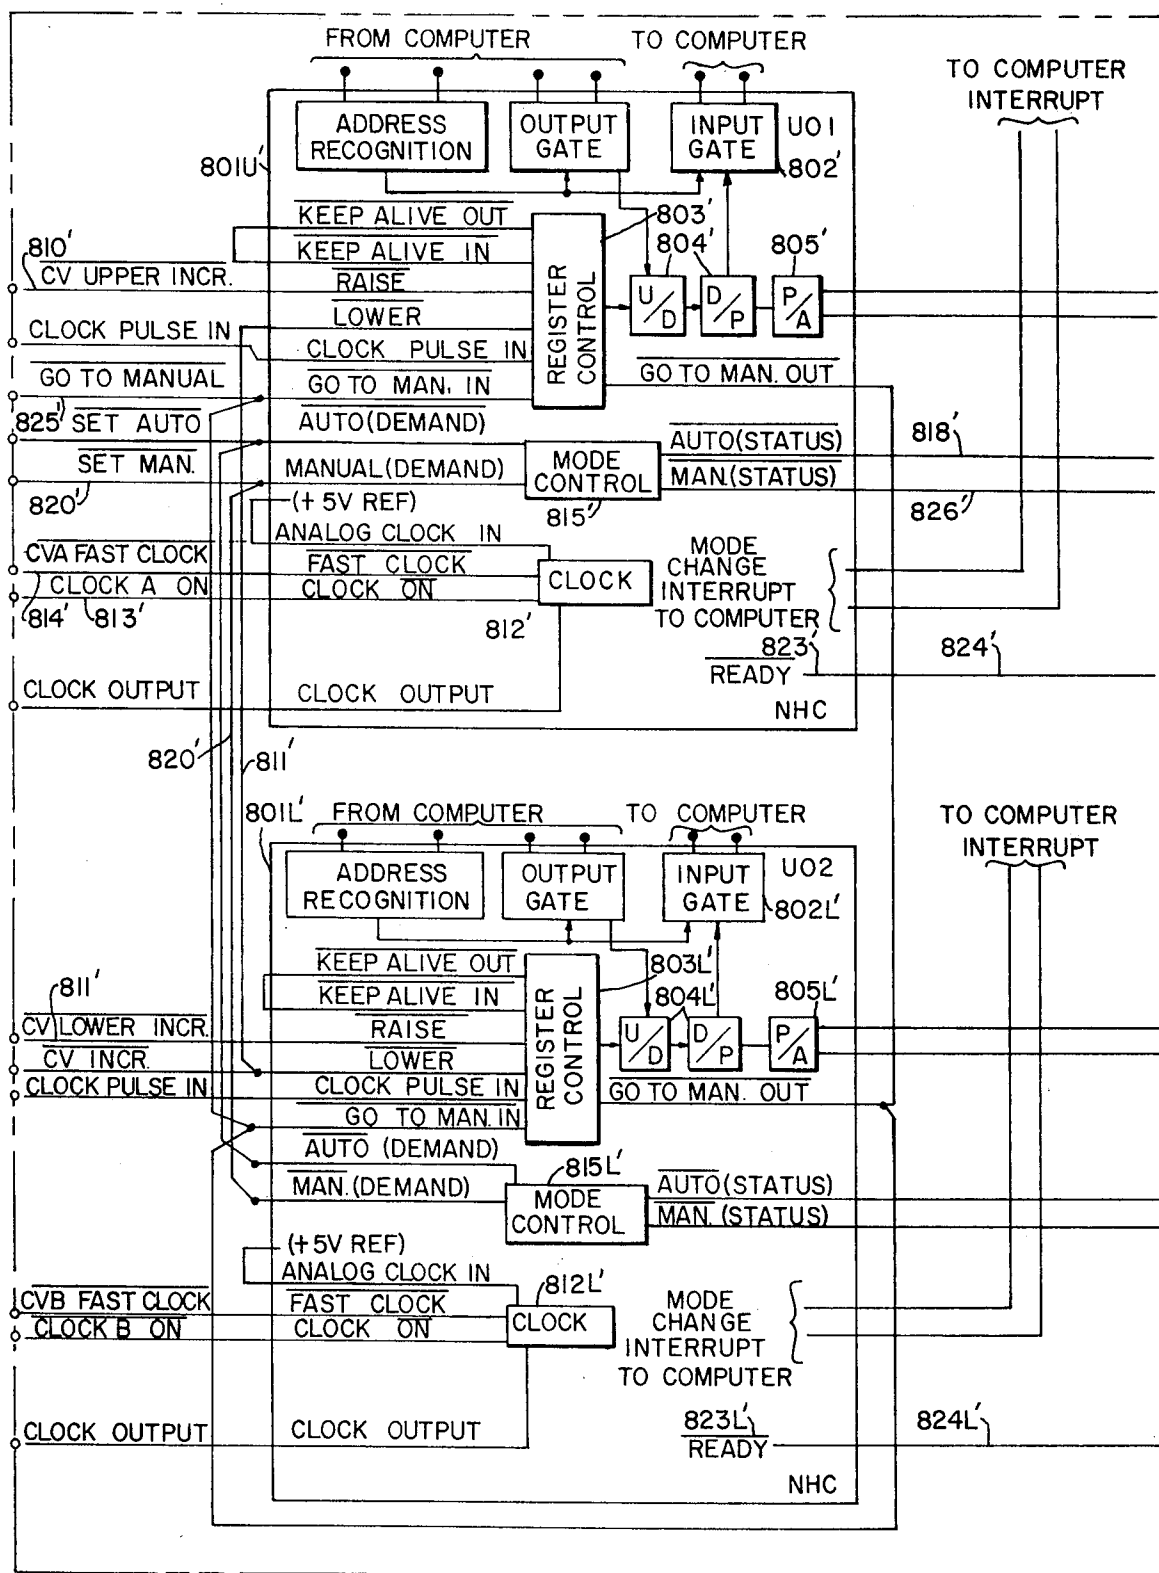 FROM COMPUTER
TO COMPUTER
TO COMPUTER
INTERRUPT
ADDRESS
RECOGNITION
OUTPUT
GATE
INPUT
GATE
U01
802'
801U'
KEEP ALIVE OUT
KEEP ALIVE IN
803'
804'
805'
810'
CV UPPER INCR.
RAISE
LOWER
REGISTER
CONTROL
U/D
D/P
P/A
CLOCK PULSE IN
CLOCK PULSE IN
GO TO MANUAL
GO TO MAN. IN
GO TO MAN. OUT
825'
SET AUTO
AUTO (DEMAND)
AUTO (STATUS)
818'
SET MAN.
MANUAL (DEMAND)
MODE
CONTROL
MAN. (STATUS)
820'
815'
826'
(+5V REF)
ANALOG CLOCK IN
CVA FAST CLOCK
FAST CLOCK
CLOCK A ON
CLOCK ON
CLOCK
814'
813'
812'
MODE
CHANGE
INTERRUPT
TO COMPUTER
823'
READY
824'
CLOCK OUTPUT
CLOCK OUTPUT
NHC
820'
811'
801L'
FROM COMPUTER
TO COMPUTER
TO COMPUTER
INTERRUPT
ADDRESS
RECOGNITION
OUTPUT
GATE
INPUT
GATE
U02
802L'
KEEP ALIVE OUT
KEEP ALIVE IN
803L'
804L'
805L'
811'
CV LOWER INCR.
RAISE
CV INCR.
LOWER
REGISTER
CONTROL
U/D
D/P
P/A
CLOCK PULSE IN
CLOCK PULSE IN
GO TO MAN. IN
GO TO MAN. OUT
AUTO (DEMAND)
815L'
AUTO (STATUS)
MAN. (DEMAND)
MODE
CONTROL
MAN. (STATUS)
(+5V REF)
ANALOG CLOCK IN
812L'
CVB FAST CLOCK
FAST CLOCK
CLOCK B ON
CLOCK ON
CLOCK
MODE
CHANGE
INTERRUPT
TO COMPUTER
823L'
READY
824L'
CLOCK OUTPUT
CLOCK OUTPUT
NHC